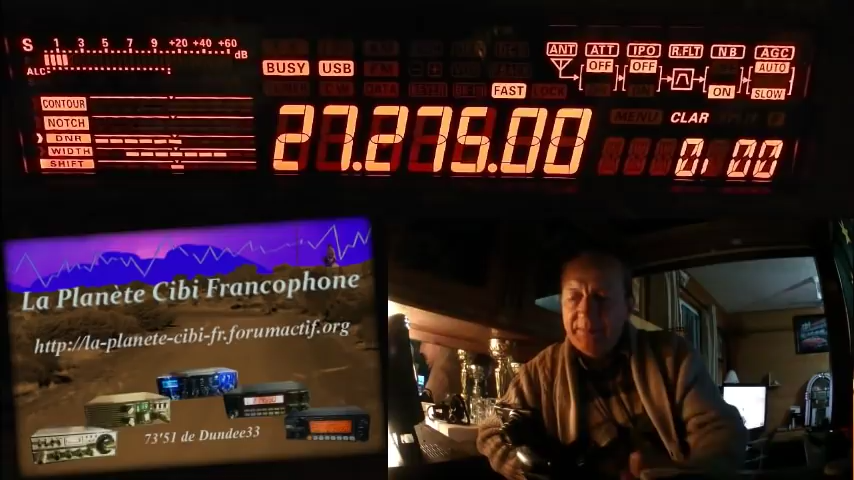 S 1 3 5 7 9 +20 +40 +60 dB
ALC
BUSY USB
FAST LOCK
ANT ATT IPO R.FLT NB AGC
OFF OFF AUTO
ON SLOW
CONTOUR
NOTCH
DNR
WIDTH
SHIFT
27.275.00
MENU CLAR
0.00
La Planète Cibi Francophone
http://la-planete-cibi-fr.forumactif.org
73'51 de Dundee33